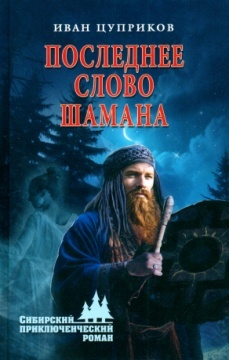 ИВАН ЦУПРИКОВ
ПОСЛЕДНЕЕ
СЛОВО
ШАМАНА
СИБИРСКИЙ
ПРИКЛЮЧЕНЧЕСКИЙ
РОМАН